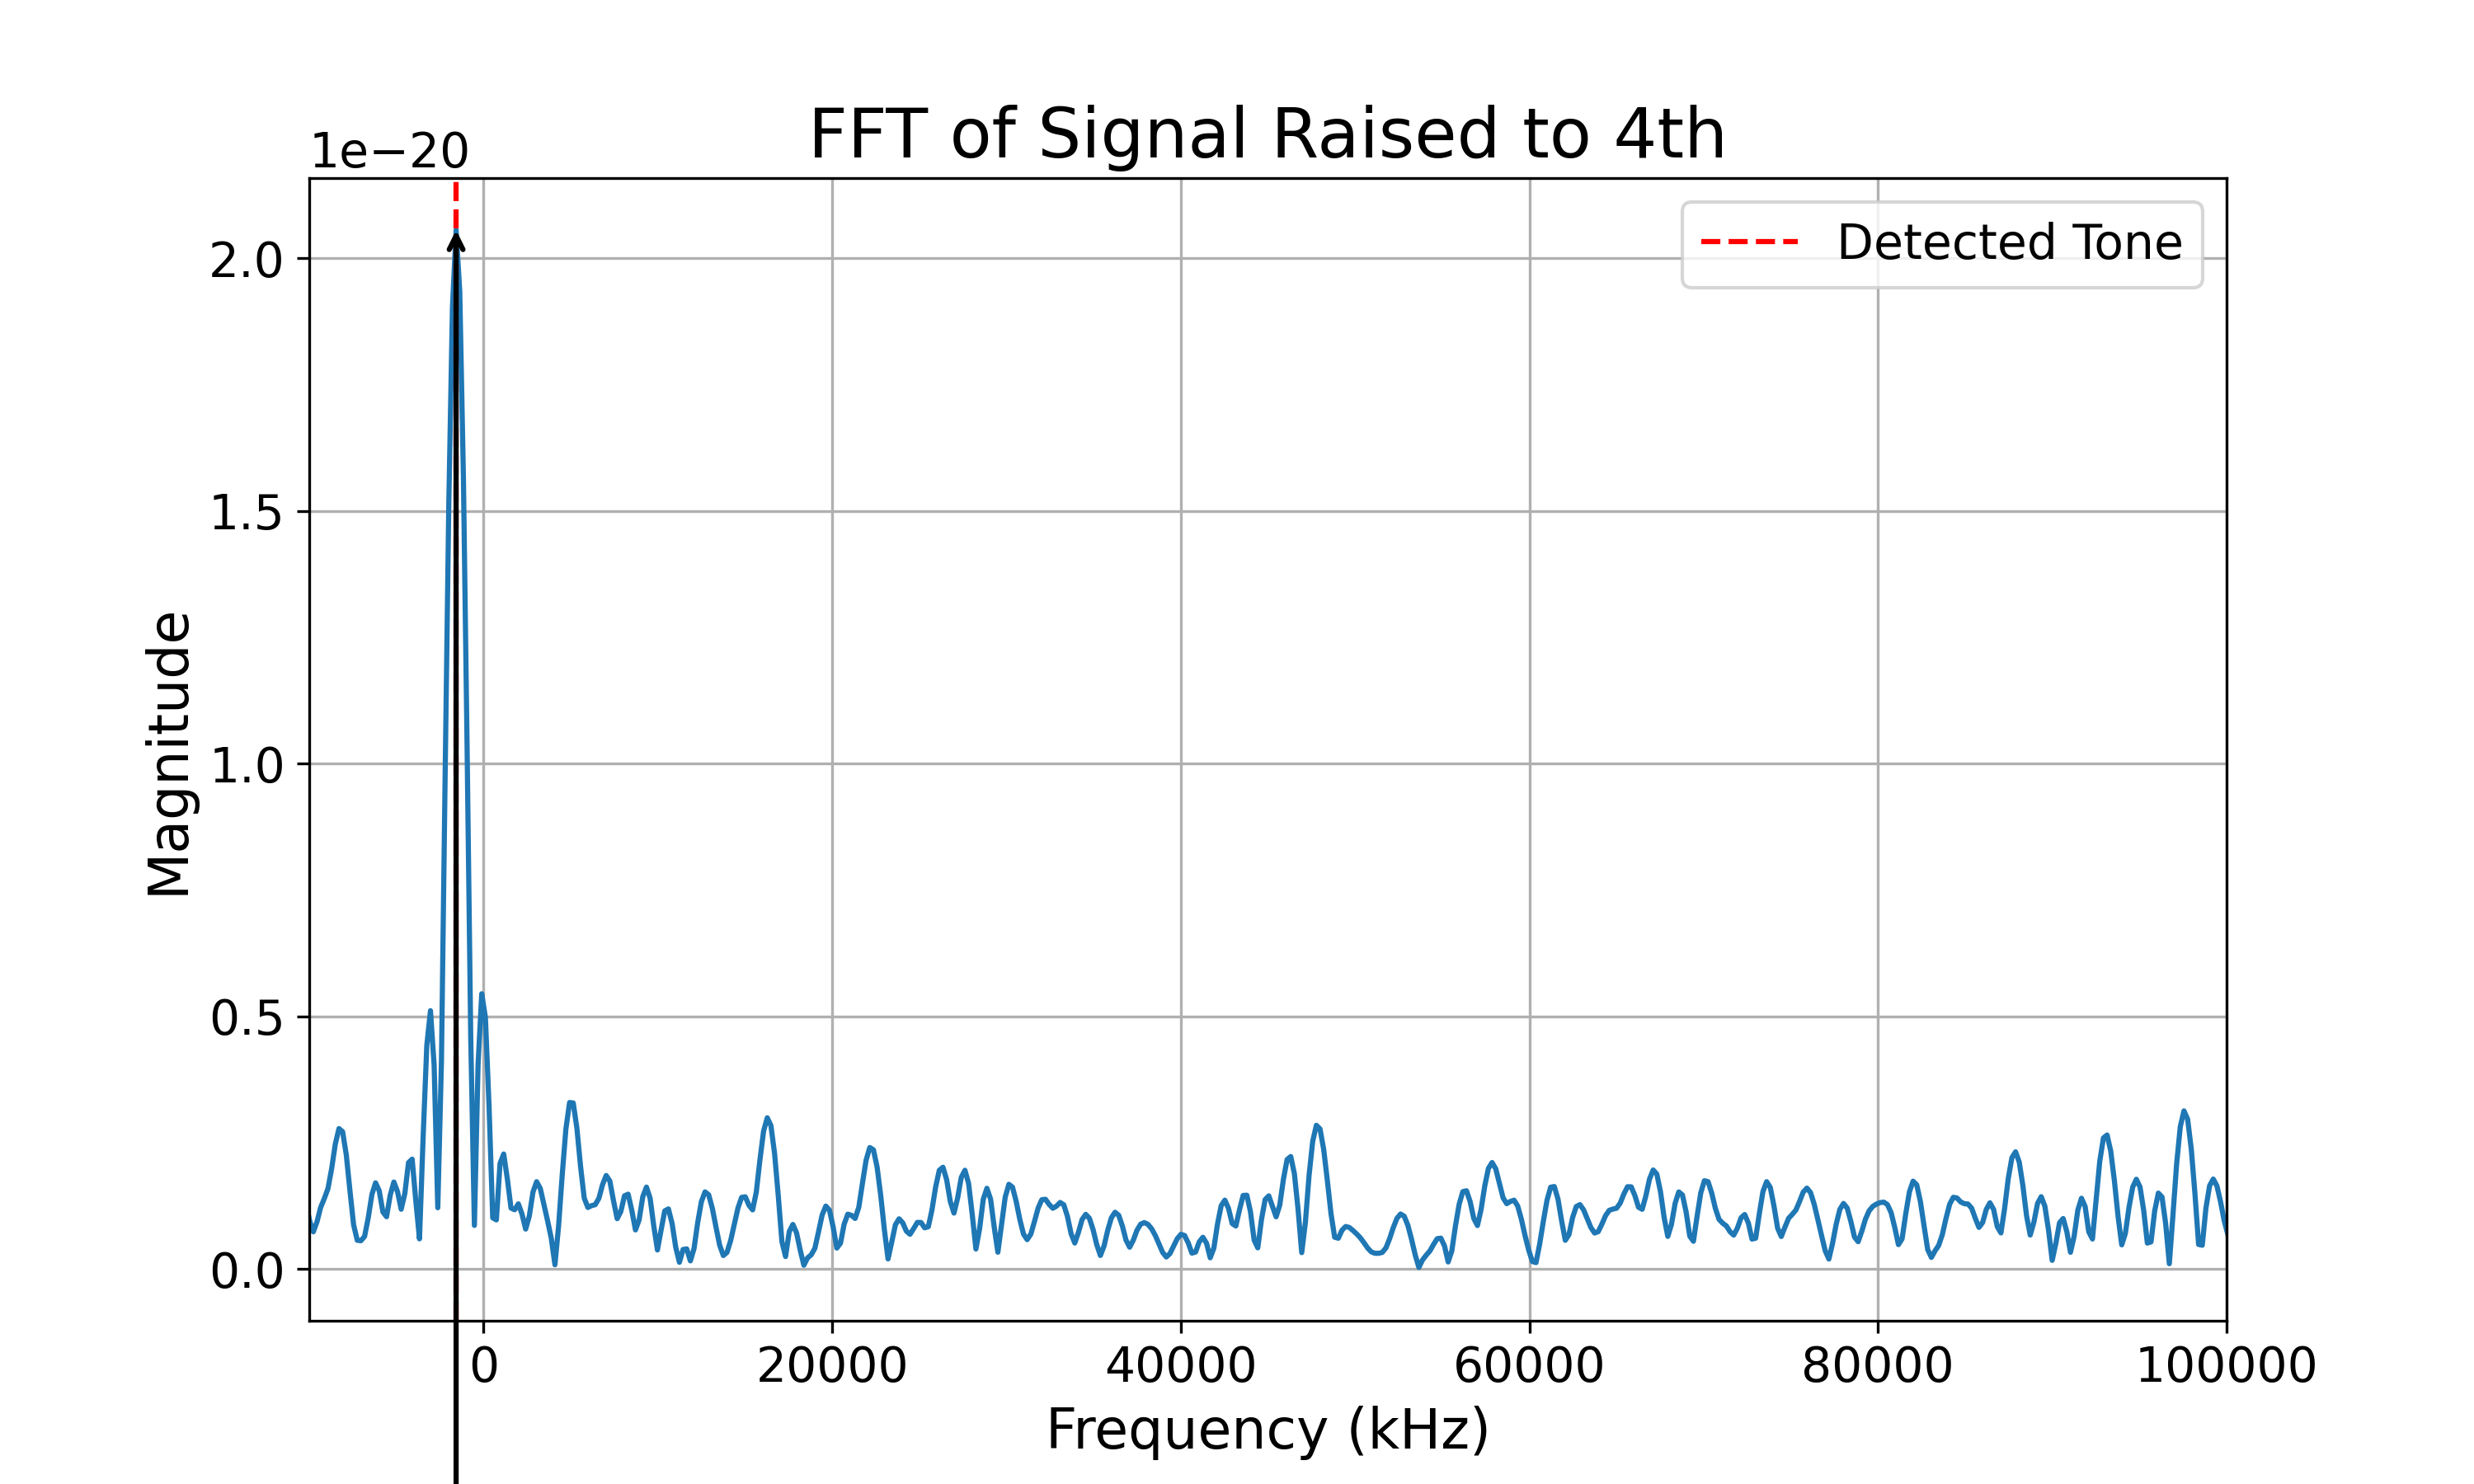 FFT of Signal Raised to 4th
1e−20
Detected Tone
2.0
1.5
1.0
0.5
0.0
Magnitude
0 20000 40000 60000 80000 100000
Frequency (kHz)